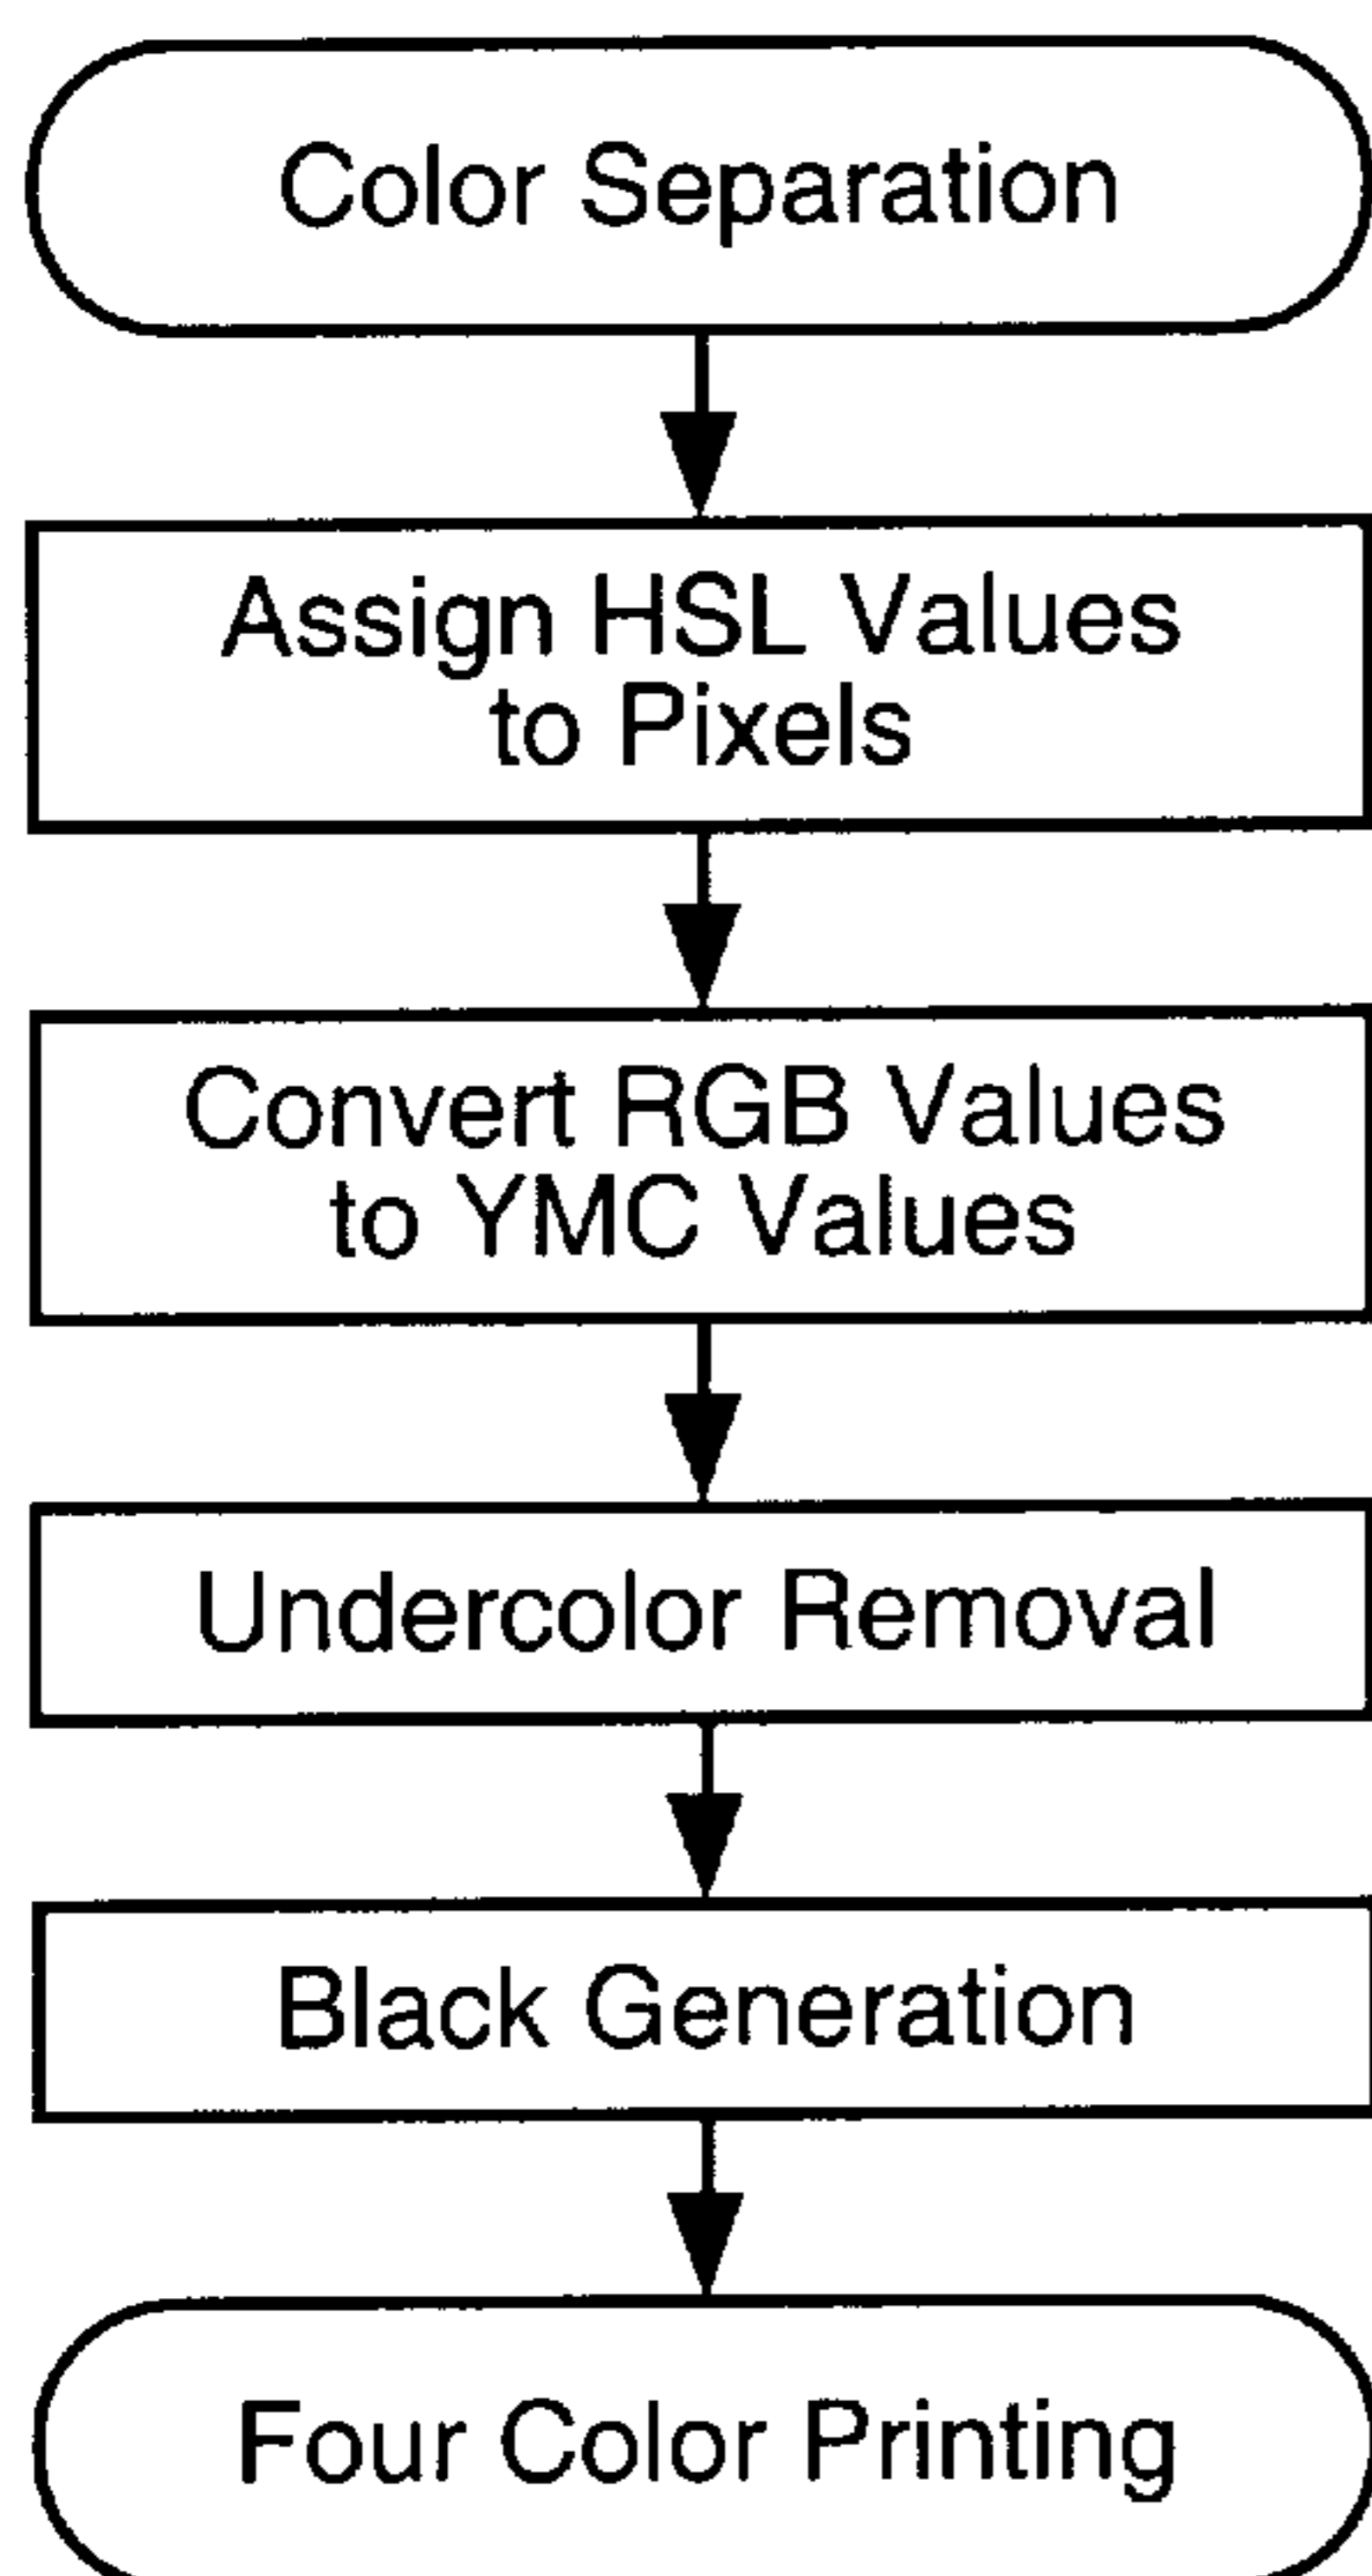 Color Separation
Assign HSL Values
to Pixels
Convert RGB Values
to YMC Values
Undercolor Removal
Black Generation
Four Color Printing